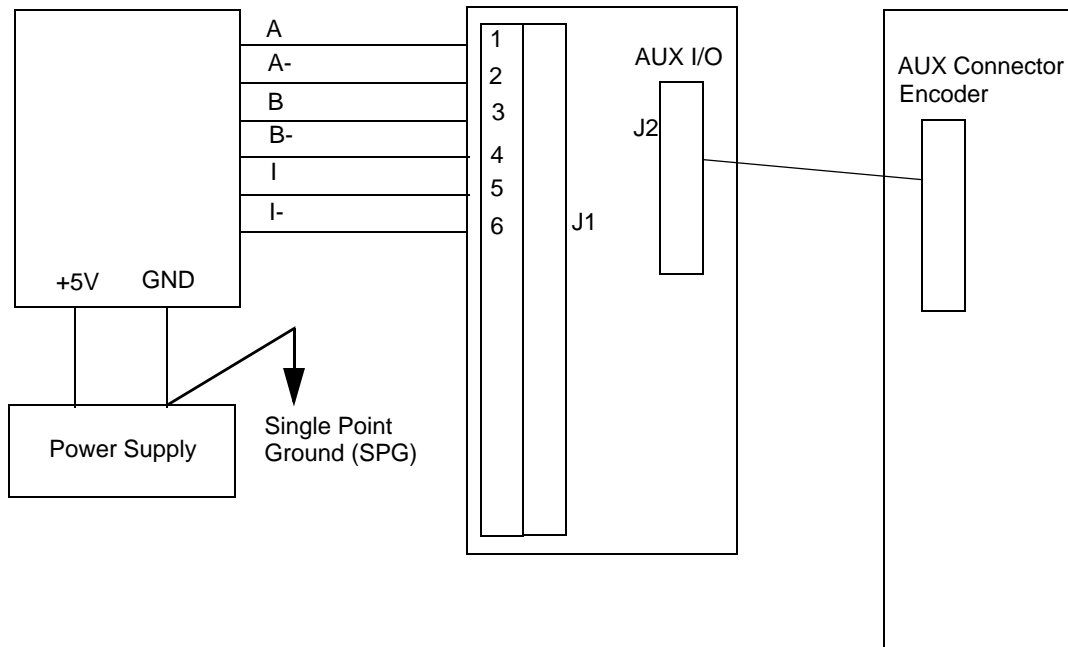 A
A-
B
B-
I
I-
1
2
3
4
5
6
J1
AUX I/O
J2
AUX Connector
Encoder
+5V
GND
Power Supply
Single Point
Ground (SPG)